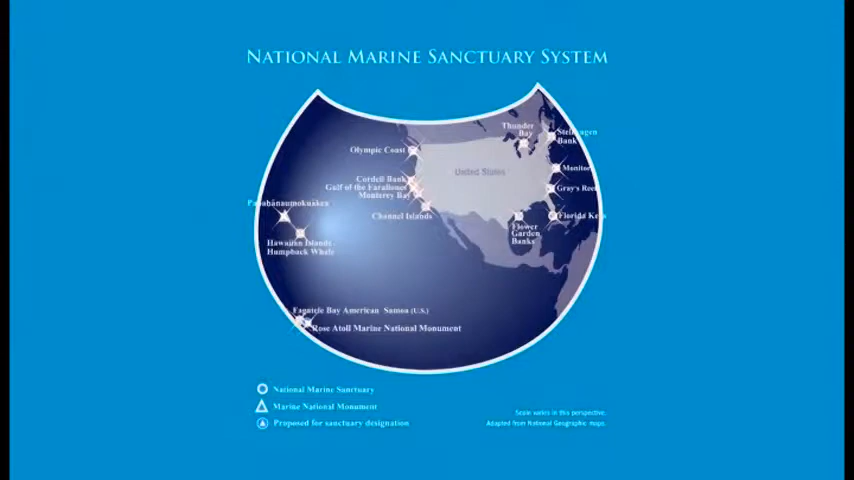 NATIONAL MARINE SANCTUARY SYSTEM
Thunder
Bay
Stellwagen
Bank
Olympic Coast
Monitor
United States
Cordell Bank
Gulf of the Farallones
Gray's Reef
Monterey Bay
Papahānaumokuākea
Channel Islands
Florida Keys
Flower
Garden
Banks
Hawaiian Islands
Humpback Whale
Fagatele Bay American Samoa (U.S.)
Rose Atoll Marine National Monument
National Marine Sanctuary
Marine National Monument
Proposed for sanctuary designation
Scale varies in this perspective.
Adapted from National Geographic maps.